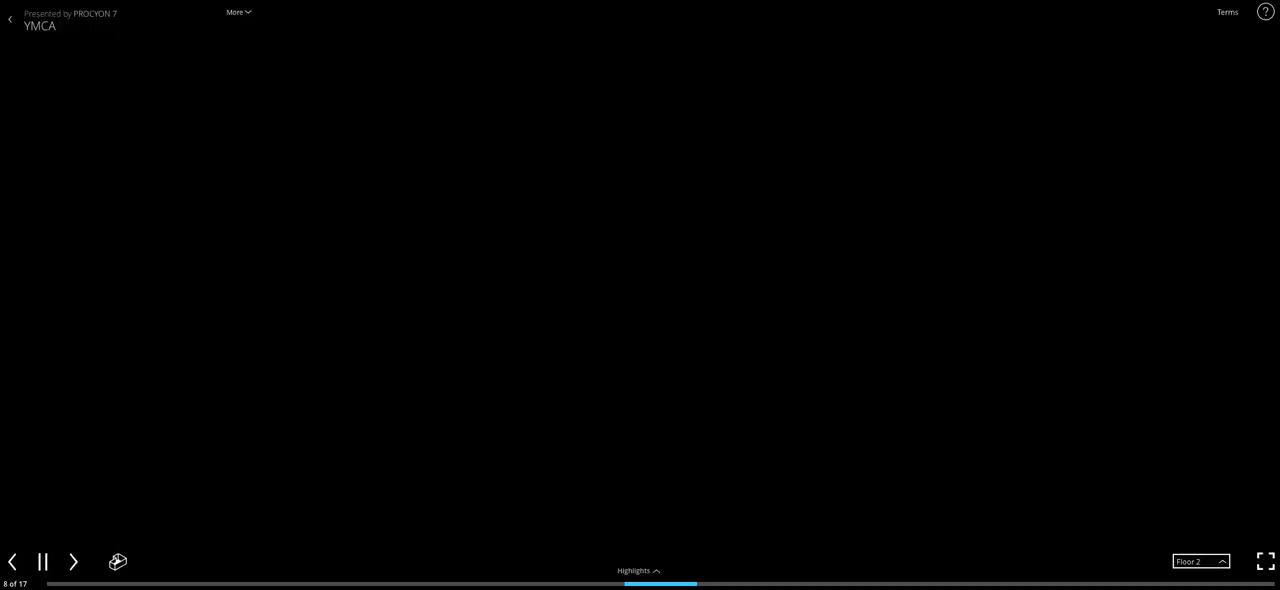 Presented by PROCYON 7
YMCA
More
Terms
?
Highlights
Floor 2
8 of 17